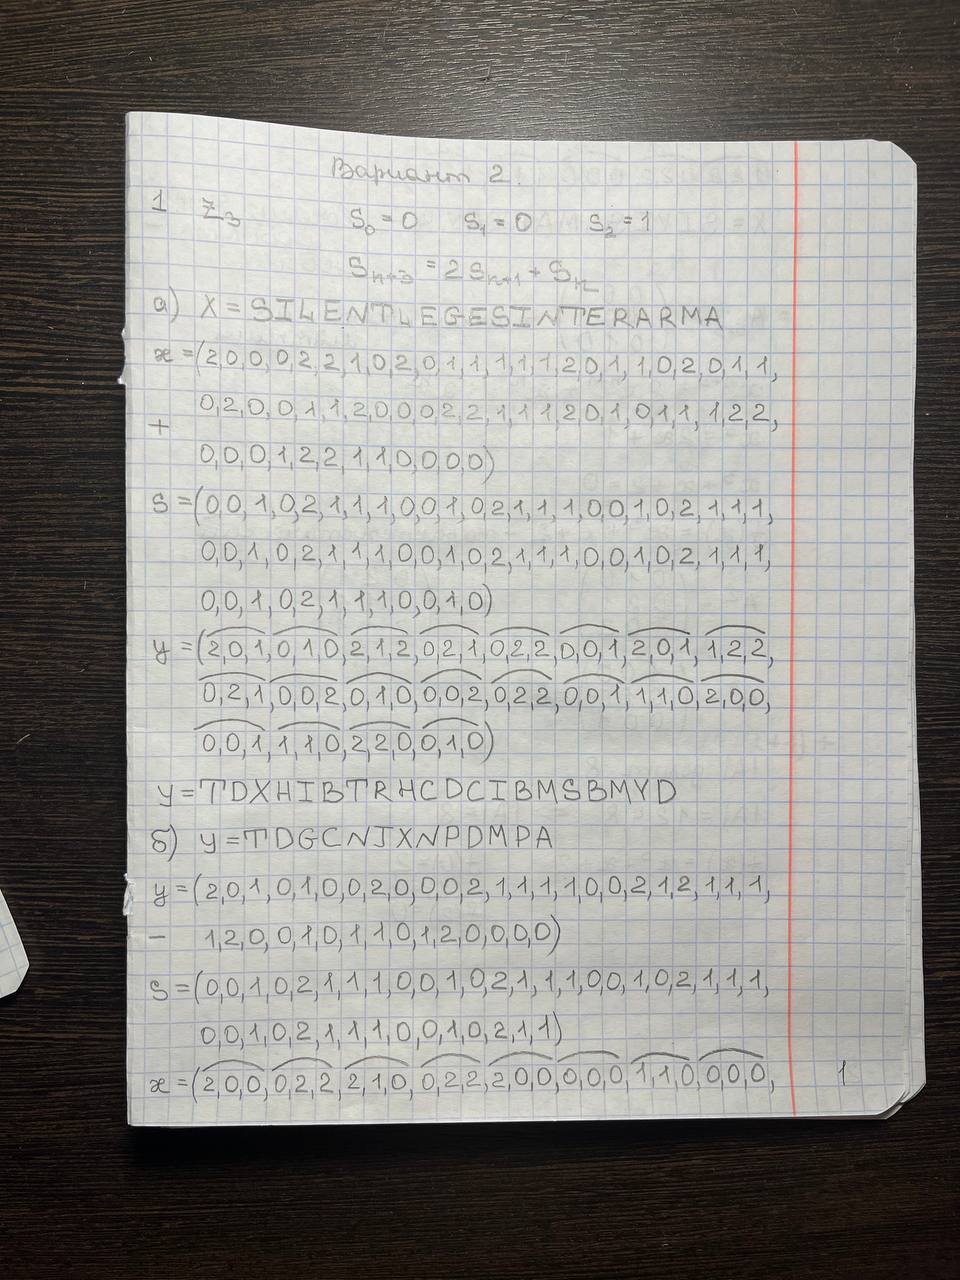 Вариант 2.
1 Z₃ S₀ = 0 S₁ = 0 S₂ = 1
Sₙ₊₃ = 2Sₙ₊₁ + Sₙ
а) X = SILENTLEGESINTERARMA
x = (2,0,0,0,2,2,1,0,2,0,1,1,1,1,1,2,0,1,1,0,2,0,1,1,
0,2,0,0,1,1,2,0,0,0,2,2,1,1,1,2,0,1,0,1,1,1,2,2,
+
0,0,0,1,2,2,1,1,0,0,0,0)
S = (0,0,1,0,2,1,1,1,0,0,1,0,2,1,1,1,0,0,1,0,2,1,1,1,
0,0,1,0,2,1,1,1,0,0,1,0,2,1,1,1,0,0,1,0,2,1,1,1,
0,0,1,0,2,1,1,1,0,0,1,0)
y = (2,0,1,0,1,0,2,1,2,0,2,1,0,2,2,0,0,1,2,0,1,1,2,2,
0,2,1,0,0,2,0,1,0,0,0,2,0,2,2,0,0,1,1,1,0,2,0,0,
0,0,1,1,1,0,2,2,0,0,1,0)
y = TDXHIBTRHCDCIBMSBMYD
б) y = TDGCNJXNPDMPA
y = (2,0,1,0,1,0,0,2,0,0,0,2,1,1,1,1,0,0,2,1,2,1,1,1,
– 1,2,0,0,1,0,1,1,0,1,2,0,0,0,0)
S = (0,0,1,0,2,1,1,1,0,0,1,0,2,1,1,1,0,0,1,0,2,1,1,1,
0,0,1,0,2,1,1,1,0,0,1,0,2,1,1)
x = (2,0,0,0,2,2,2,1,0,0,2,2,2,0,0,0,0,0,1,1,0,0,0,0, 1